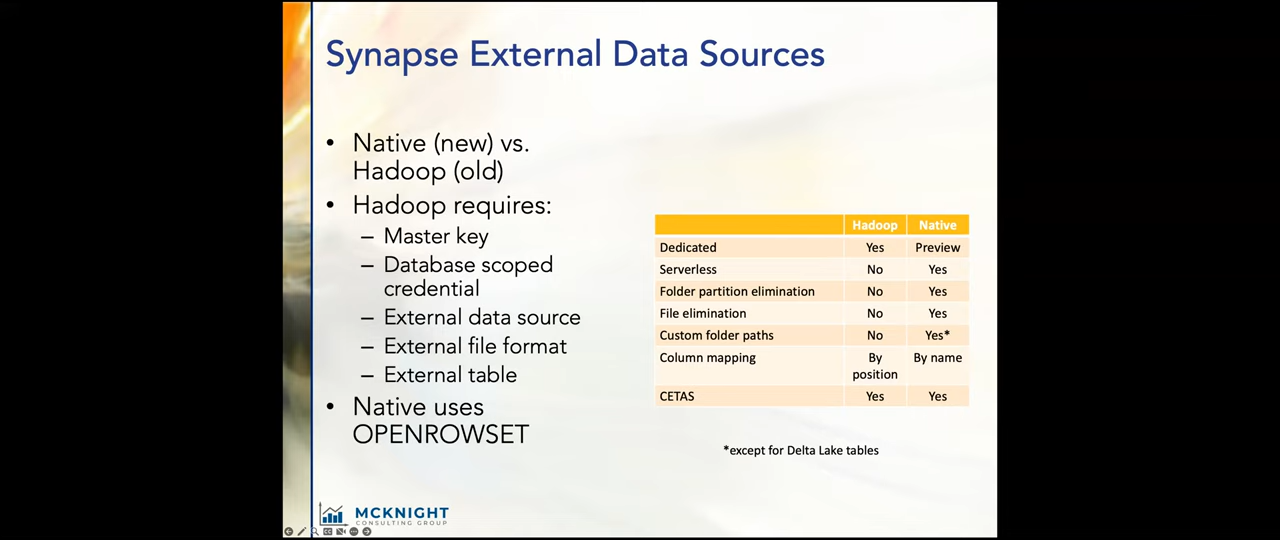 Synapse External Data Sources
• Native (new) vs.
Hadoop (old)
• Hadoop requires:
– Master key
– Database scoped
credential
– External data source
– External file format
– External table
• Native uses
OPENROWSET
Hadoop Native
Dedicated Yes Preview
Serverless No Yes
Folder partition elimination No Yes
File elimination No Yes
Custom folder paths No Yes*
Column mapping By position By name
CETAS Yes Yes
*except for Delta Lake tables
MCKNIGHT
CONSULTING GROUP